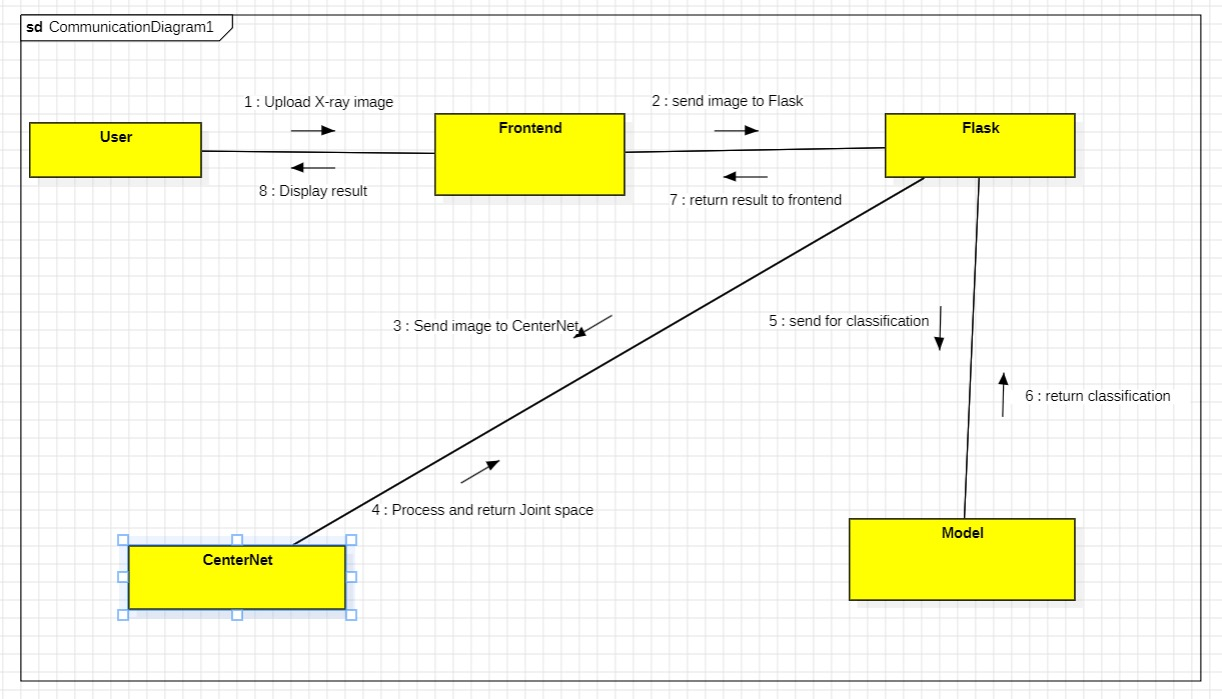 sd CommunicationDiagram1
1 : Upload X-ray image
2 : send image to Flask
User
Frontend
Flask
8 : Display result
7 : return result to frontend
3 : Send image to CenterNet
5 : send for classification
6 : return classification
4 : Process and return Joint space
CenterNet
Model